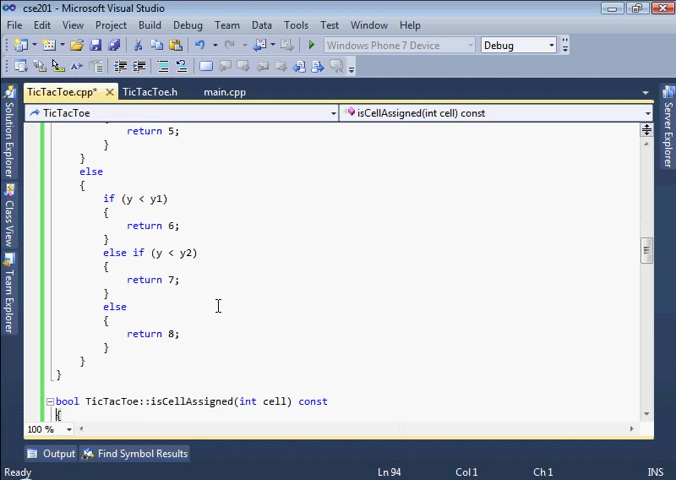 cse201 - Microsoft Visual Studio
File Edit View Project Build Debug Team Data Tools Test Window Help
Windows Phone 7 Device Debug
TicTacToe.cpp* TicTacToe.h main.cpp
TicTacToe isCellAssigned(int cell) const
return 5;
}
}
else
{
if (y < y1)
{
return 6;
}
else if (y < y2)
{
return 7;
}
else
{
return 8;
}
}
}
bool TicTacToe::isCellAssigned(int cell) const
{
100 %
Output Find Symbol Results
Ready Ln 94 Col 1 Ch 1 INS
Solution Explorer
Class View
Team Explorer
Server Explorer